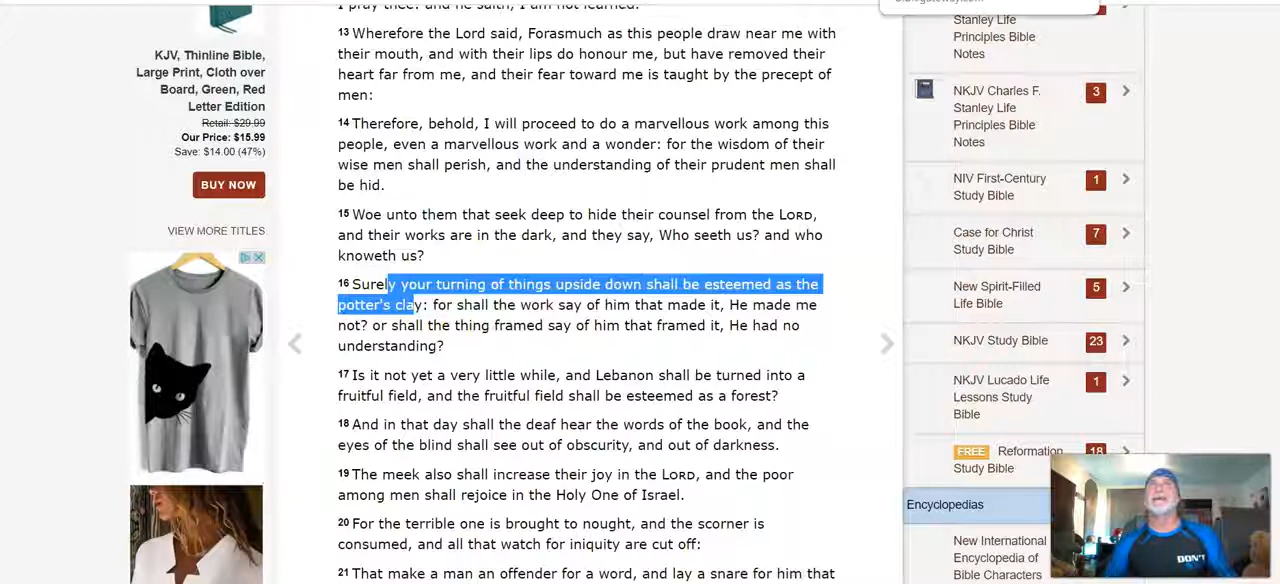 I pray thee: and he saith, I am not learned.
13 Wherefore the Lord said, Forasmuch as this people draw near me with
their mouth, and with their lips do honour me, but have removed their
heart far from me, and their fear toward me is taught by the precept of
men:
14 Therefore, behold, I will proceed to do a marvellous work among this
people, even a marvellous work and a wonder: for the wisdom of their
wise men shall perish, and the understanding of their prudent men shall
be hid.
15 Woe unto them that seek deep to hide their counsel from the LORD,
and their works are in the dark, and they say, Who seeth us? and who
knoweth us?
16 Surely your turning of things upside down shall be esteemed as the
potter's clay: for shall the work say of him that made it, He made me
not? or shall the thing framed say of him that framed it, He had no
understanding?
17 Is it not yet a very little while, and Lebanon shall be turned into a
fruitful field, and the fruitful field shall be esteemed as a forest?
18 And in that day shall the deaf hear the words of the book, and the
eyes of the blind shall see out of obscurity, and out of darkness.
19 The meek also shall increase their joy in the LORD, and the poor
among men shall rejoice in the Holy One of Israel.
20 For the terrible one is brought to nought, and the scorner is
consumed, and all that watch for iniquity are cut off:
21 That make a man an offender for a word, and lay a snare for him that
KJV, Thinline Bible,
Large Print, Cloth over
Board, Green, Red
Letter Edition
Retail: $29.99
Our Price: $15.99
Save: $14.00 (47%)
BUY NOW
VIEW MORE TITLES
Stanley Life
Principles Bible
Notes
NKJV Charles F.
Stanley Life
Principles Bible
Notes
3
NIV First-Century
Study Bible
1
Case for Christ
Study Bible
7
New Spirit-Filled
Life Bible
5
NKJV Study Bible
23
NKJV Lucado Life
Lessons Study
Bible
1
FREE Reformation
Study Bible
18
Encyclopedias
New International
Encyclopedia of
Bible Characters
DON'T